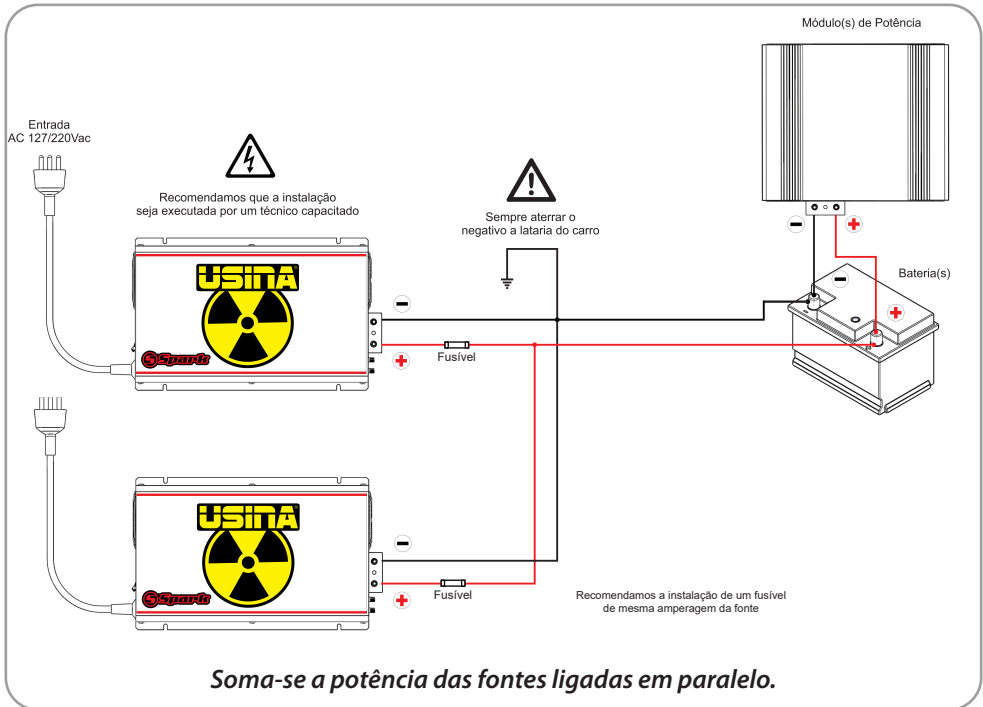 Módulo(s) de Potência
Entrada
AC 127/220Vac
Recomendamos que a instalação
seja executada por um técnico capacitado
Sempre aterrar o
negativo a lataria do carro
Bateria(s)
USINA
Spark
Fusível
USINA
Spark
Fusível
Recomendamos a instalação de um fusível
de mesma amperagem da fonte
Soma-se a potência das fontes ligadas em paralelo.